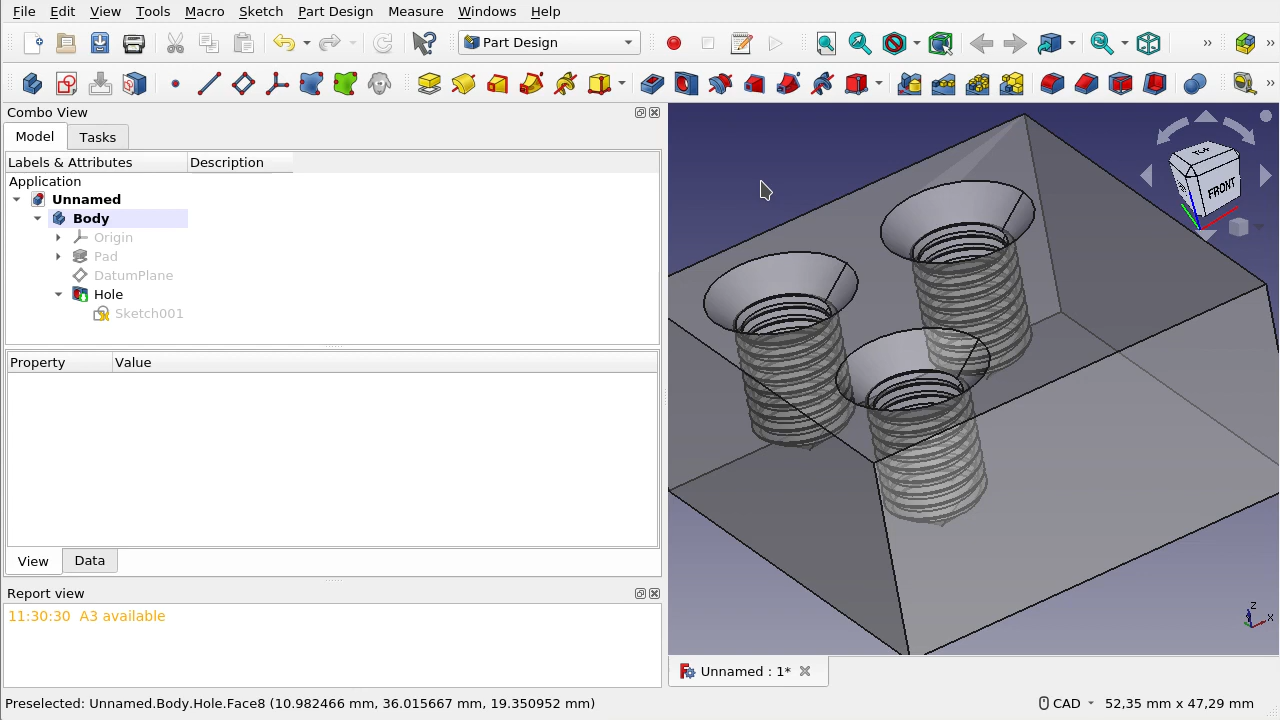 File Edit View Tools Macro Sketch Part Design Measure Windows Help
Part Design
Combo View
Model Tasks
Labels & Attributes Description
Application
Unnamed
Body
Origin
Pad
DatumPlane
Hole
Sketch001
Property Value
View Data
Report view
11:30:30 A3 available
FRONT
Z
X
Unnamed : 1*
Preselected: Unnamed.Body.Hole.Face8 (10.982466 mm, 36.015667 mm, 19.350952 mm)
CAD 52,35 mm x 47,29 mm